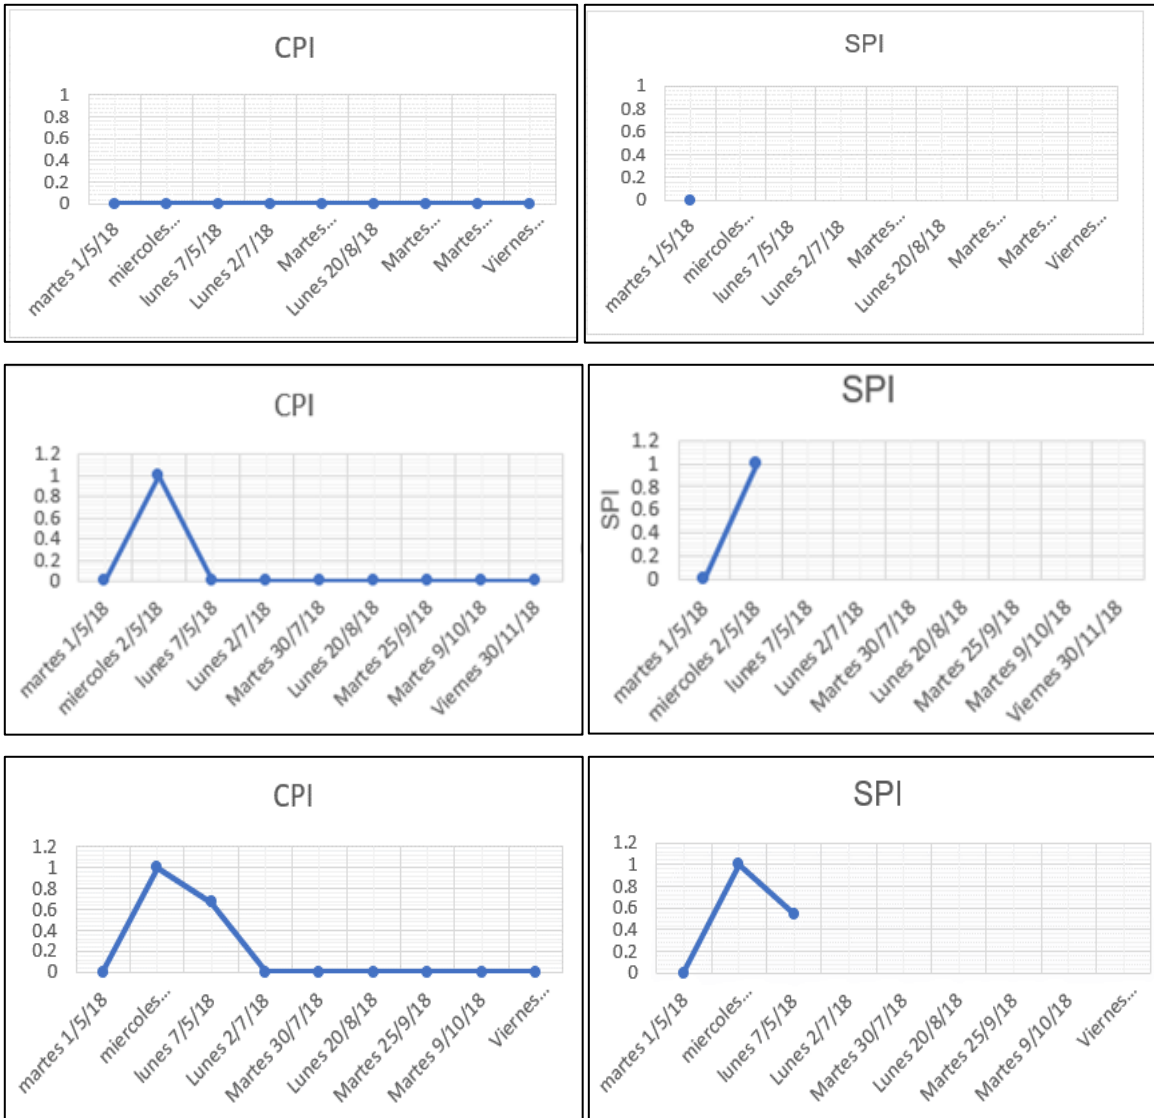 CPI
1
0.8
0.6
0.4
0.2
0
martes 1/5/18
miercoles...
lunes 7/5/18
Lunes 2/7/18
Martes...
Lunes 20/8/18
Martes...
Martes...
Viernes...
SPI
1
0.8
0.6
0.4
0.2
0
martes 1/5/18
miercoles...
lunes 7/5/18
Lunes 2/7/18
Martes...
Lunes 20/8/18
Martes...
Martes...
Viernes...
CPI
1.2
1
0.8
0.6
0.4
0.2
0
martes 1/5/18
miercoles 2/5/18
lunes 7/5/18
Lunes 2/7/18
Martes 30/7/18
Lunes 20/8/18
Martes 25/9/18
Martes 9/10/18
Viernes 30/11/18
SPI
SPI
1.2
1
0.8
0.6
0.4
0.2
0
martes 1/5/18
miercoles 2/5/18
lunes 7/5/18
Lunes 2/7/18
Martes 30/7/18
Lunes 20/8/18
Martes 25/9/18
Martes 9/10/18
Viernes 30/11/18
CPI
1.2
1
0.8
0.6
0.4
0.2
0
martes 1/5/18
miercoles...
lunes 7/5/18
Lunes 2/7/18
Martes 30/7/18
Lunes 20/8/18
Martes 25/9/18
Martes 9/10/18
Viernes...
SPI
1.2
1
0.8
0.6
0.4
0.2
0
martes 1/5/18
miercoles...
lunes 7/5/18
Lunes 2/7/18
Martes 30/7/18
Lunes 20/8/18
Martes 25/9/18
Martes 9/10/18
Viernes...